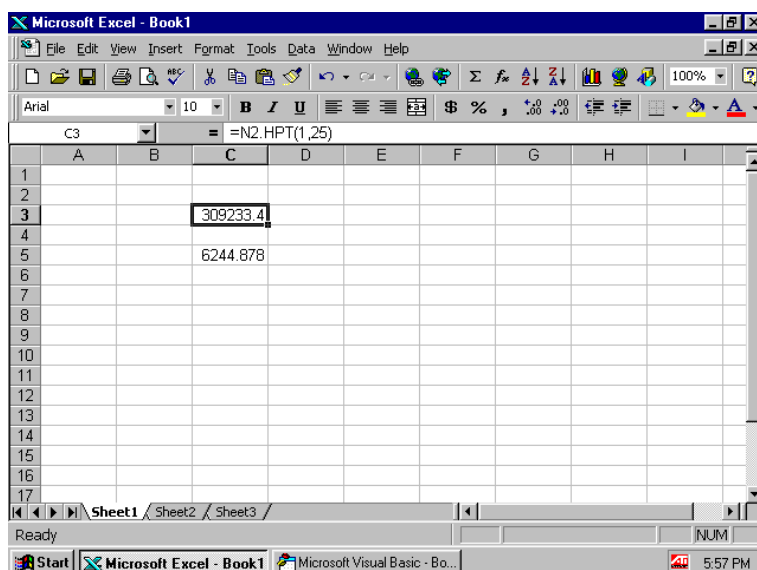 Microsoft Excel - Book1
File Edit View Insert Format Tools Data Window Help
100%
Arial 10 B I U $ % ,
C3 = =N2.HPT(1,25)
A B C D E F G H I
1
2
3 309233.4
4
5 6244.878
6
7
8
9
10
11
12
13
14
15
16
17
Sheet1 Sheet2 Sheet3
Ready NUM
Start Microsoft Excel - Book1 Microsoft Visual Basic - Bo... 5:57 PM